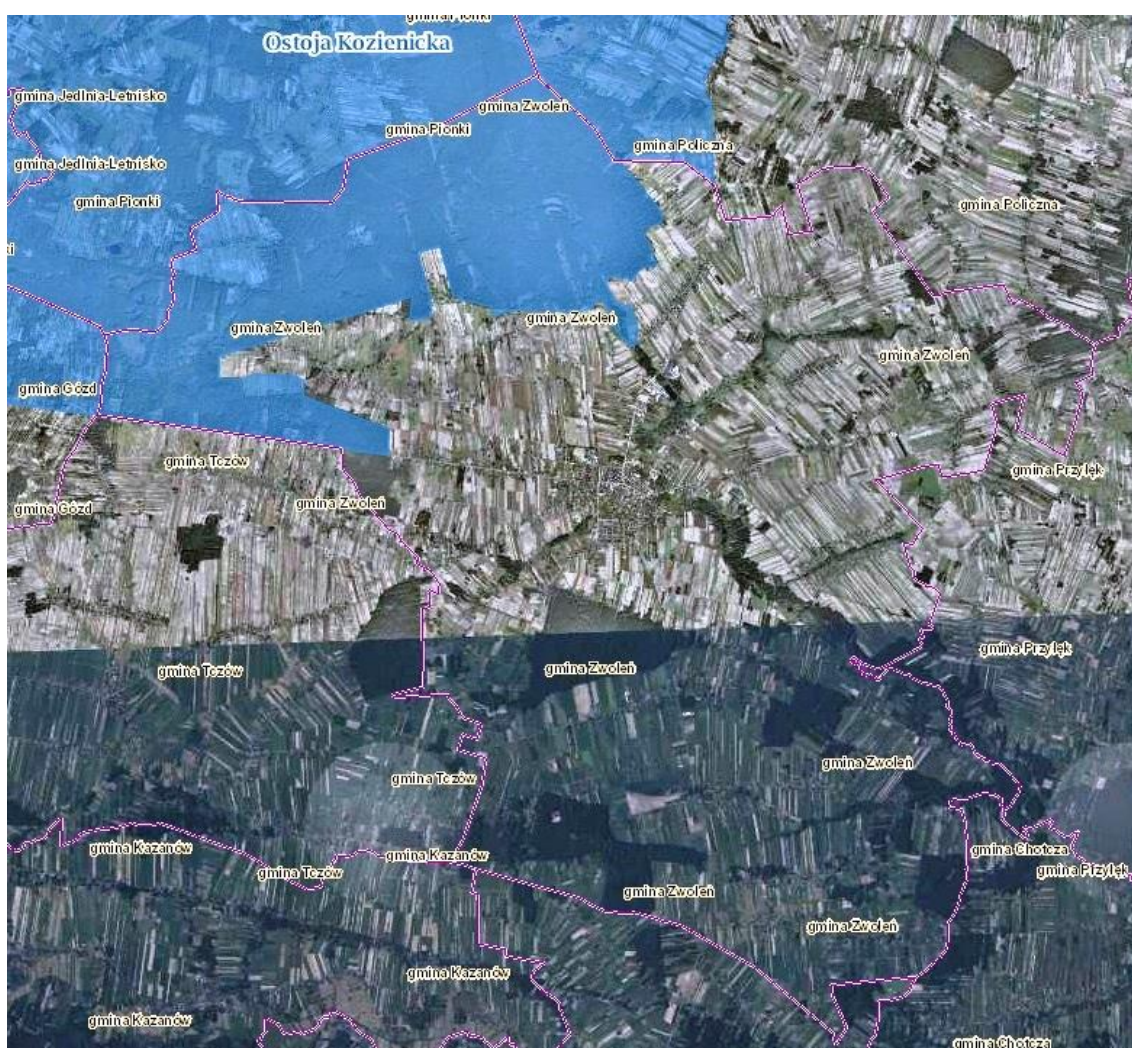 gmina Pionki
Ostoja Kozienicka
gmina Jedlnia-Letnisko
gmina Zwoleń
gmina Pionki
gmina Policzna
gmina Jedlnia-Letnisko
gmina Pionki
gmina Policzna
ki
gmina Zwoleń
gmina Zwoleń
gmina Zwoleń
gmina Gózd
gmina Tczów
gmina Przyłęk
gmina Zwoleń
gmina Gózd
gmina Przyłęk
gmina Tczów
gmina Zwoleń
gmina Zwoleń
gmina Tczów
gmina Kazanów
gmina Kazanów
gmina Chotcza
gmina Tczów
gmina Przyłęk
gmina Zwoleń
gmina Zwoleń
gmina Kazanów
gmina Kazanów
gmina Chotcza